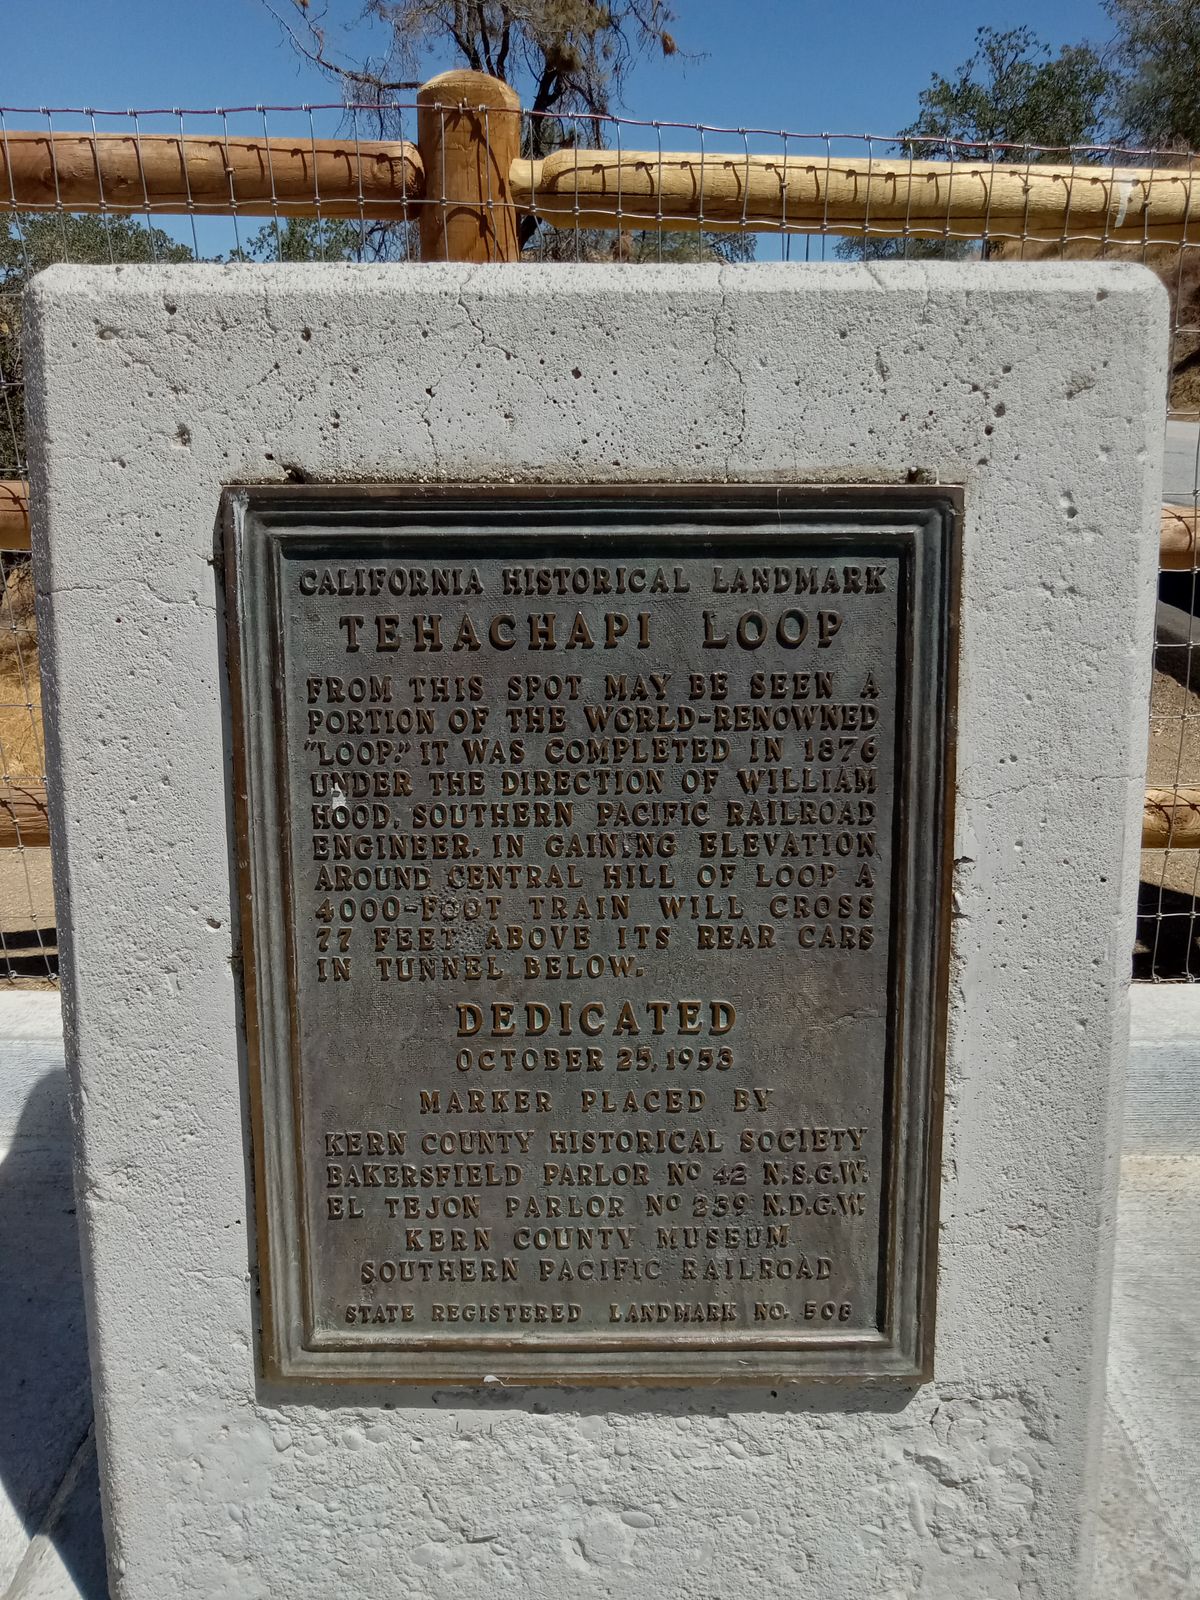 CALIFORNIA HISTORICAL LANDMARK
TEHACHAPI LOOP
FROM THIS SPOT MAY BE SEEN A
PORTION OF THE WORLD-RENOWNED
"LOOP." IT WAS COMPLETED IN 1876
UNDER THE DIRECTION OF WILLIAM
HOOD, SOUTHERN PACIFIC RAILROAD
ENGINEER. IN GAINING ELEVATION
AROUND CENTRAL HILL OF LOOP A
4000-FOOT TRAIN WILL CROSS
77 FEET ABOVE ITS REAR CARS
IN TUNNEL BELOW.
DEDICATED
OCTOBER 25, 1953
MARKER PLACED BY
KERN COUNTY HISTORICAL SOCIETY
BAKERSFIELD PARLOR NO 42 N.S.G.W.
EL TEJON PARLOR NO 239 N.D.G.W.
KERN COUNTY MUSEUM
SOUTHERN PACIFIC RAILROAD
STATE REGISTERED LANDMARK NO. 508